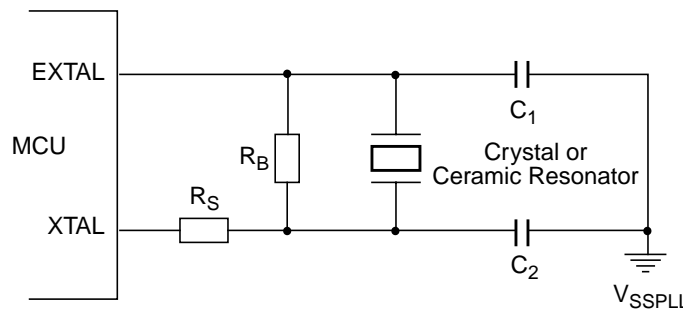 EXTAL
C1
MCU
RB
Crystal or
Ceramic Resonator
RS
XTAL
C2
VSSPLL